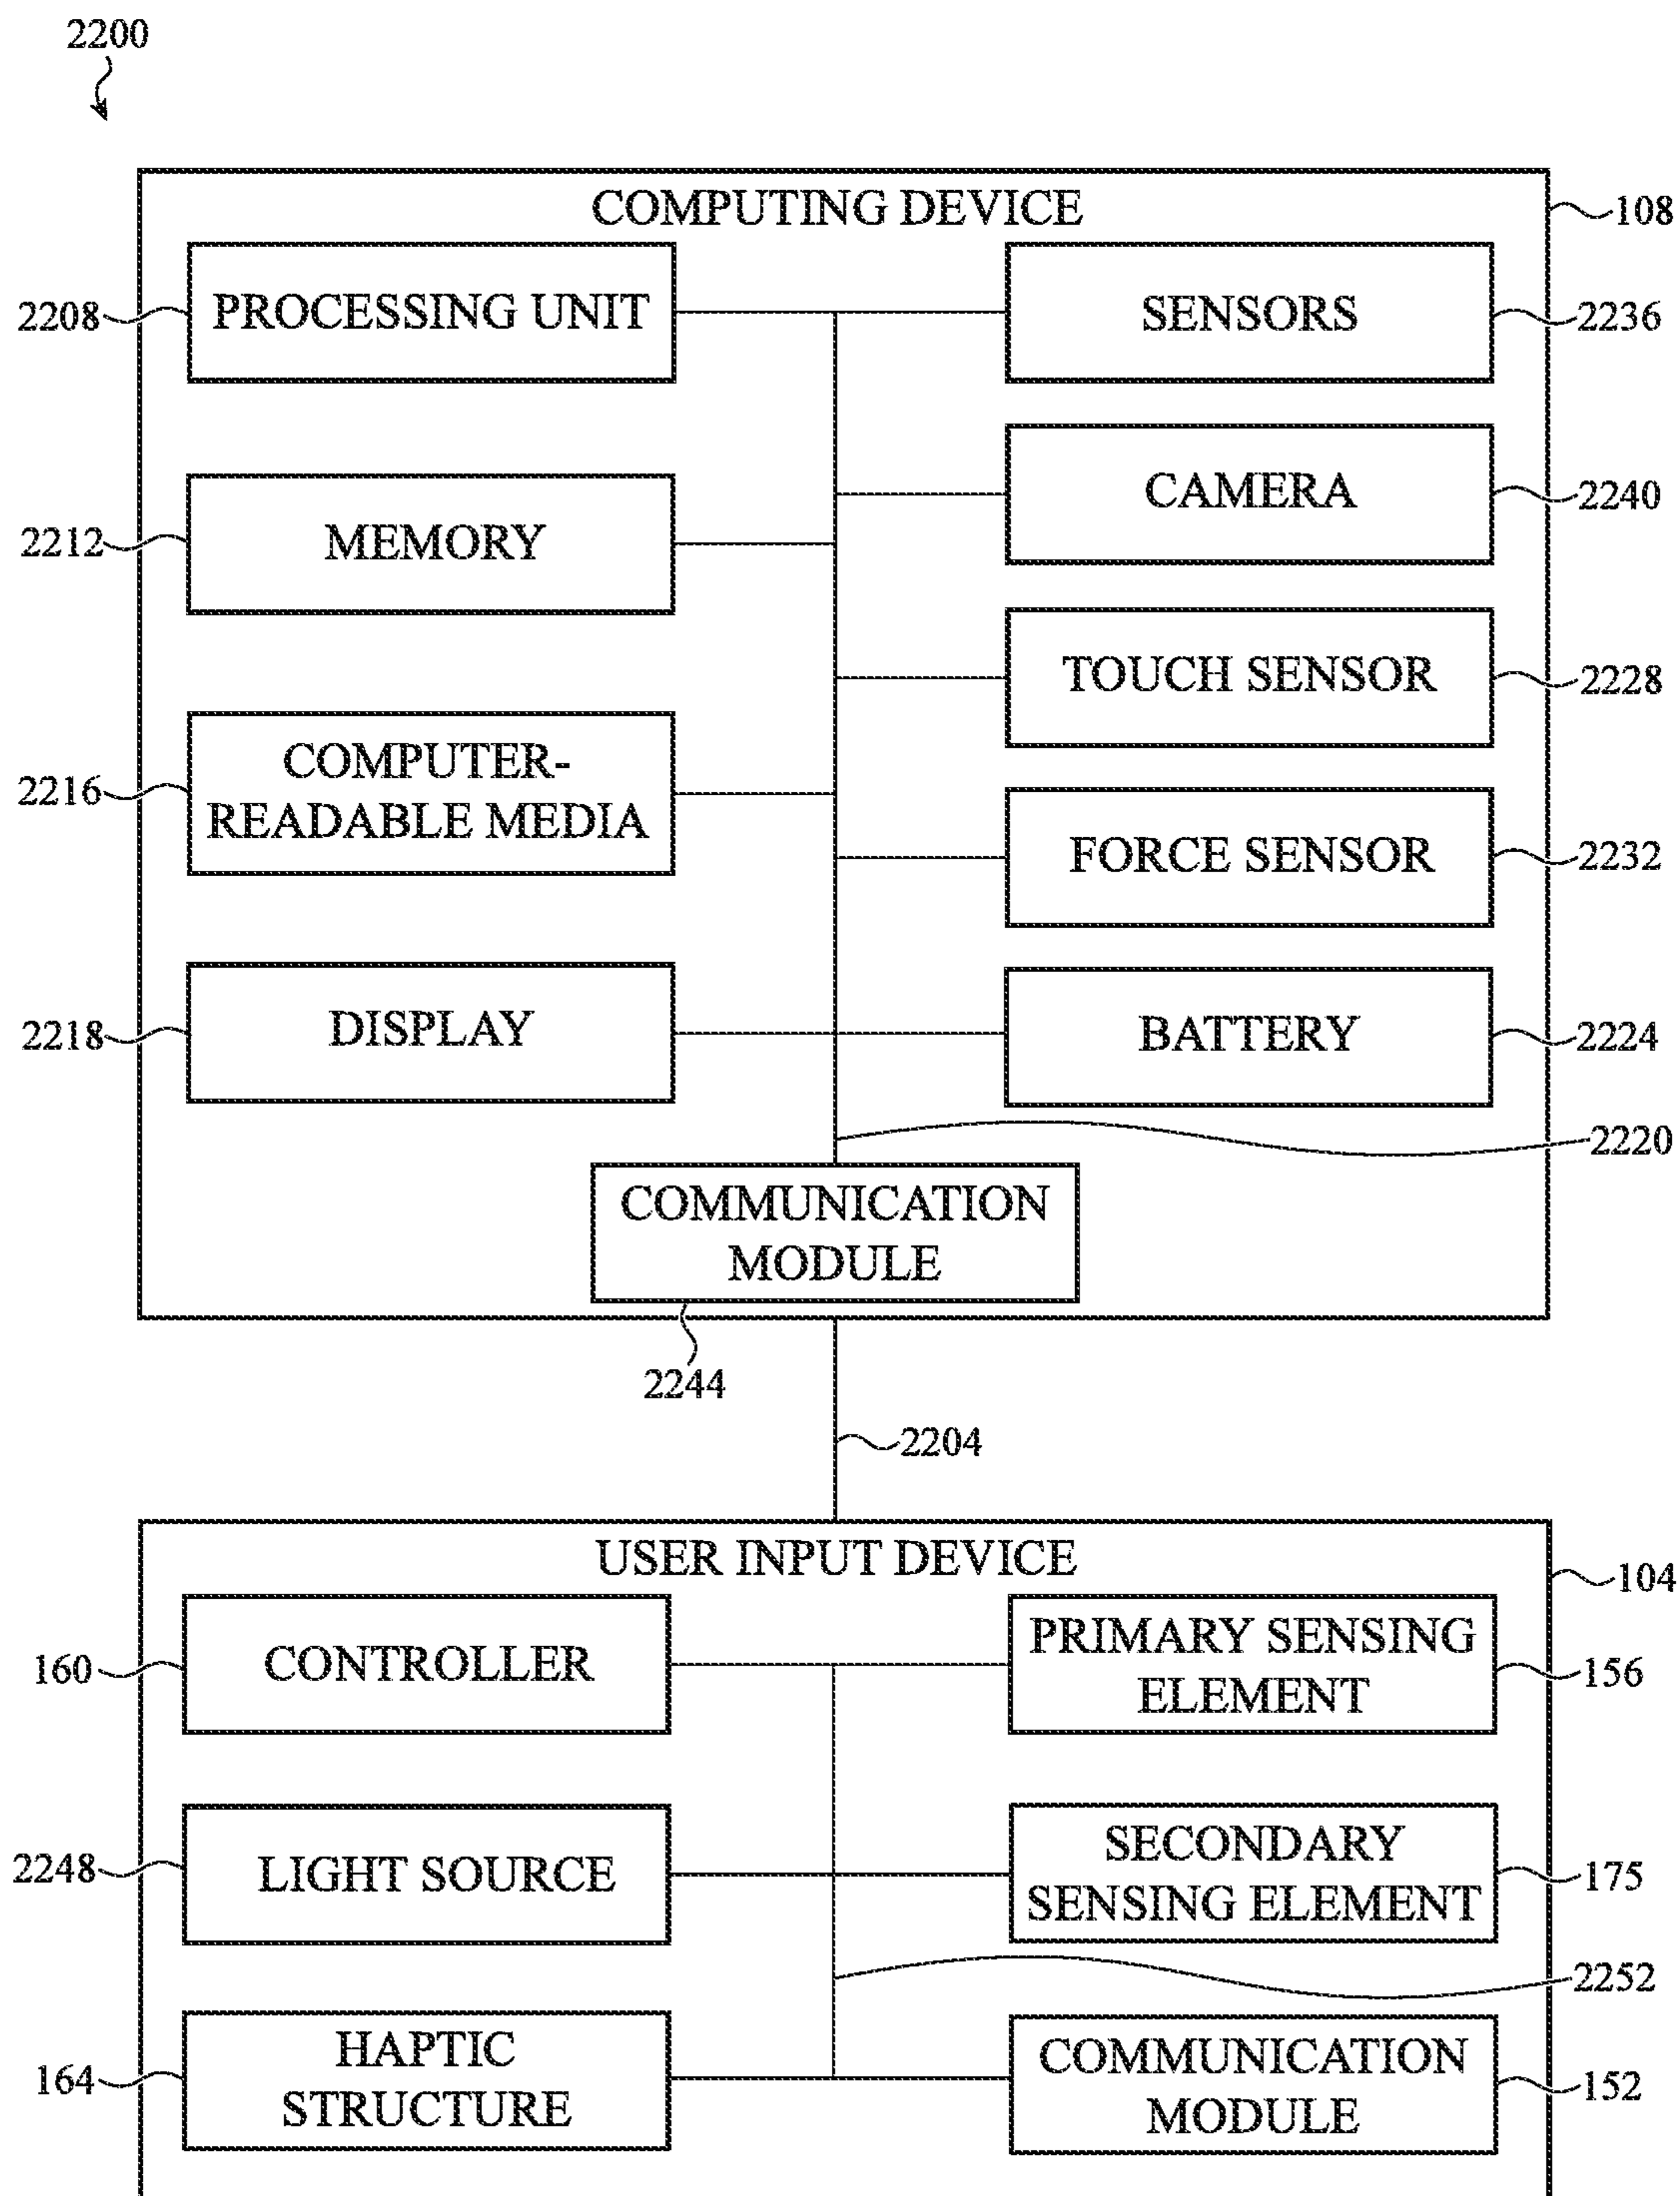 2200
COMPUTING DEVICE
108
2208
PROCESSING UNIT
SENSORS
2236
CAMERA
2240
2212
MEMORY
TOUCH SENSOR
2228
2216
COMPUTER-
READABLE MEDIA
FORCE SENSOR
2232
2218
DISPLAY
BATTERY
2224
2220
COMMUNICATION
MODULE
2244
2204
USER INPUT DEVICE
104
160
CONTROLLER
PRIMARY SENSING
ELEMENT
156
2248
LIGHT SOURCE
SECONDARY
SENSING ELEMENT
175
2252
164
HAPTIC
STRUCTURE
COMMUNICATION
MODULE
152